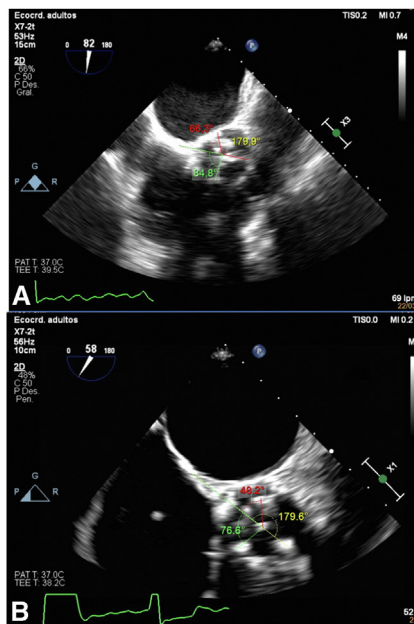 Ecocrd. adultos
X7-2t
53Hz
15cm
TIS0.2 MI 0.7
M4
0 82 180
2D
66%
C 50
P Des.
Gral.
66.3°
179.9°
84.8°
X3
G
P R
PAT T: 37.0C
TEE T: 39.5C
69 lpm
A
Ecocrd. adultos
X7-2t
56Hz
10cm
TIS0.0 MI 0.2
0 58 180
2D
48%
C 50
P Des.
Pen.
48.2°
179.6°
76.6°
X1
G
P R
PAT T: 37.0C
TEE T: 38.2C
52
B